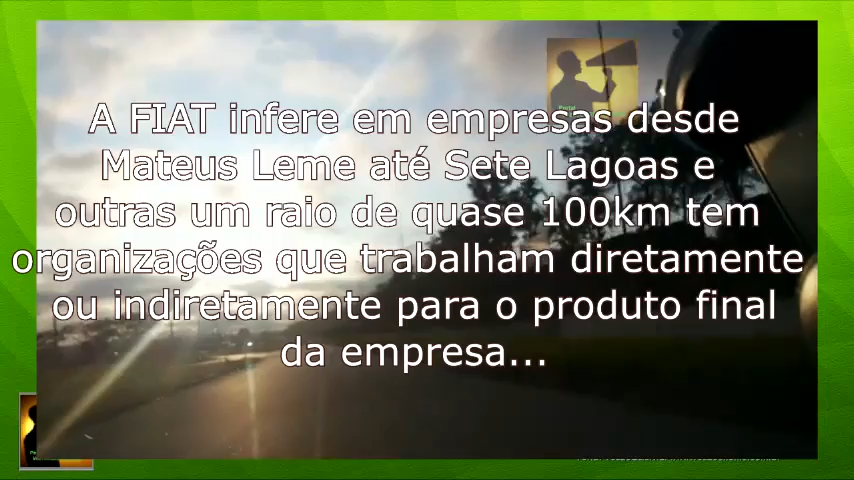 A FIAT infere em empresas desde
Mateus Leme até Sete Lagoas e
outras um raio de quase 100km tem
organizações que trabalham diretamente
ou indiretamente para o produto final
da empresa...
Portal